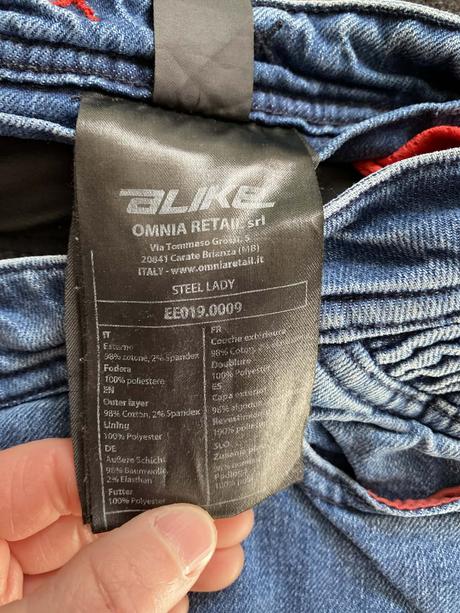 ALIKE
OMNIA RETAIL srl
Via Tommaso Grossi, 5
20841 Carate Brianza (MB)
ITALY - www.omniaretail.it
STEEL LADY
EE019.0009
IT
Esterno
98% cotone, 2% Spandex
Fodera
100% poliestere
EN
Outer layer
98% Cotton, 2% Spandex
Lining
100% Polyester
DE
Äußere Schicht
98% Baumwolle,
2% Elasthan
Futter
100% Polyester
FR
Couche extérieure
98% Coton,
Doublure
100% Polyester
ES
Capa exterior
98% algodón
100%
SLO
100%